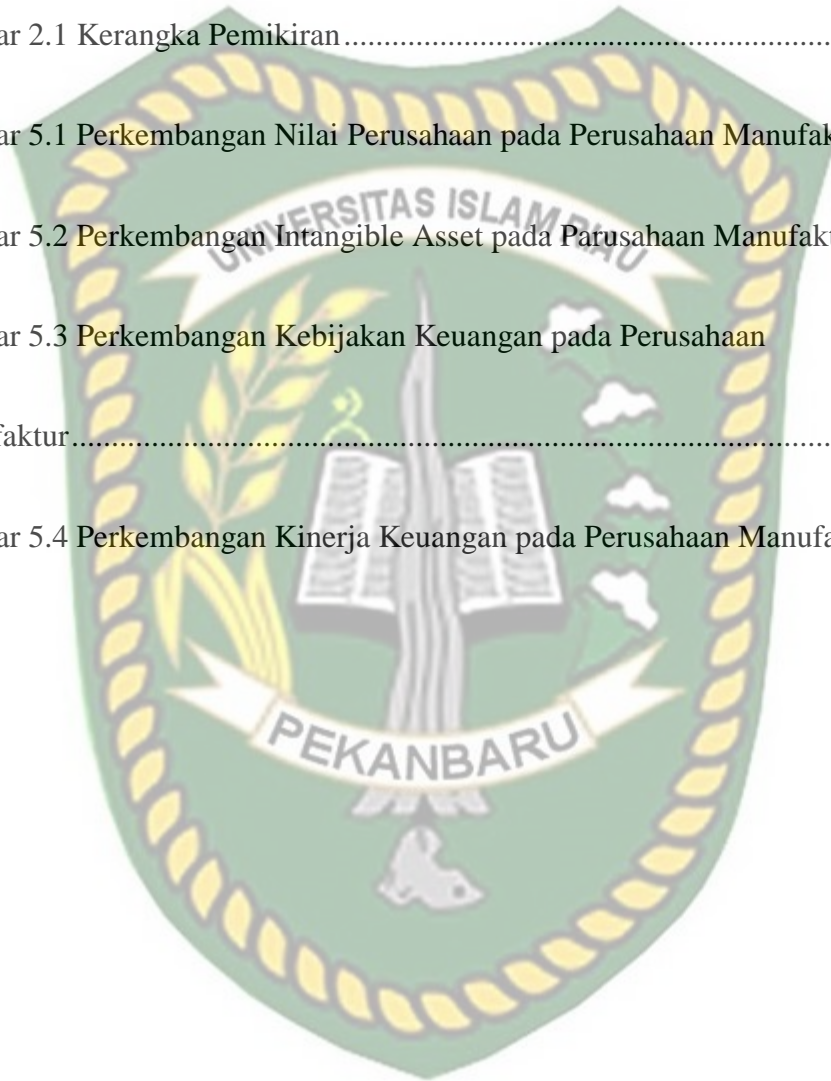 ar 2.1 Kerangka Pemikiran
ar 5.1 Perkembangan Nilai Perusahaan pada Perusahaan Manufak
UNIVERSITAS ISLAM RIAU
ar 5.2 Perkembangan Intangible Asset pada Parusahaan Manufakt
ar 5.3 Perkembangan Kebijakan Keuangan pada Perusahaan
faktur
ar 5.4 Perkembangan Kinerja Keuangan pada Perusahaan Manufa
PEKANBARU